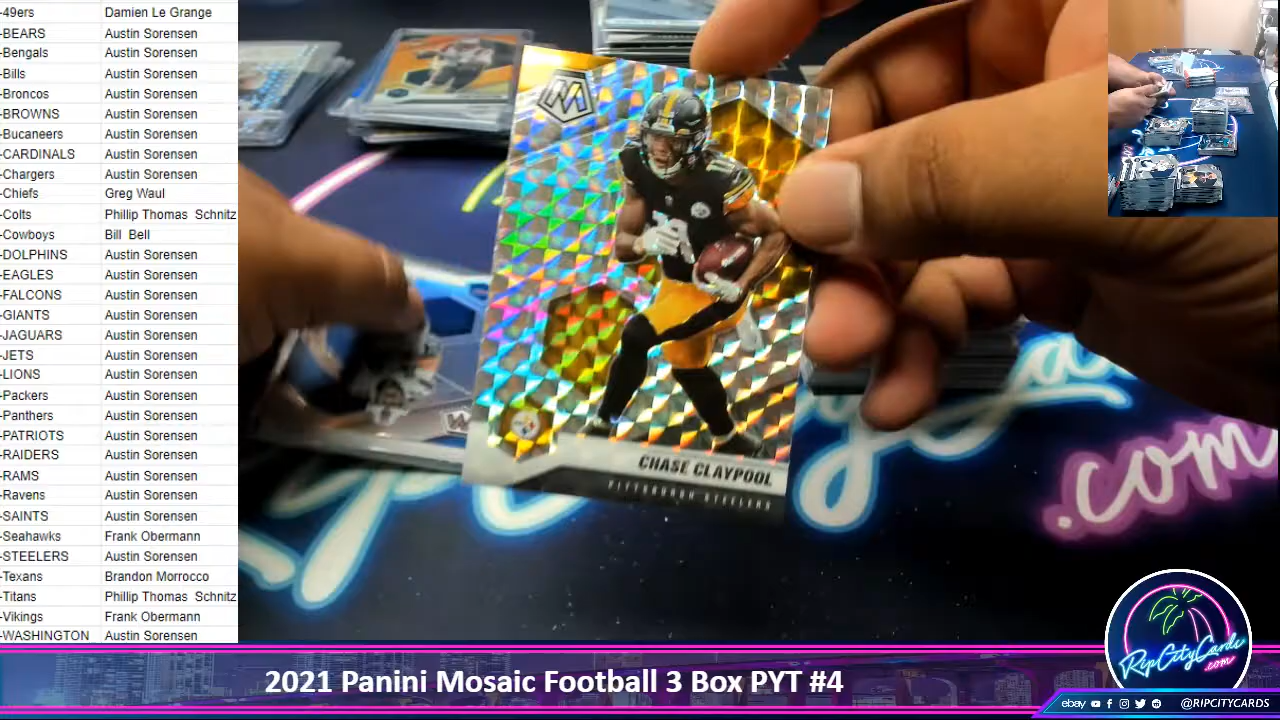 -49ers Damien Le Grange
-BEARS Austin Sorensen
-Bengals Austin Sorensen
-Bills Austin Sorensen
-Broncos Austin Sorensen
-BROWNS Austin Sorensen
-Bucaneers Austin Sorensen
-CARDINALS Austin Sorensen
-Chargers Austin Sorensen
-Chiefs Greg Waul
-Colts Phillip Thomas Schnitz
-Cowboys Bill Bell
-DOLPHINS Austin Sorensen
-EAGLES Austin Sorensen
-FALCONS Austin Sorensen
-GIANTS Austin Sorensen
-JAGUARS Austin Sorensen
-JETS Austin Sorensen
-LIONS Austin Sorensen
-Packers Austin Sorensen
-Panthers Austin Sorensen
-PATRIOTS Austin Sorensen
-RAIDERS Austin Sorensen
-RAMS Austin Sorensen
-Ravens Austin Sorensen
-SAINTS Austin Sorensen
-Seahawks Frank Obermann
-STEELERS Austin Sorensen
-Texans Brandon Morrocco
-Titans Phillip Thomas Schnitz
-Vikings Frank Obermann
-WASHINGTON Austin Sorensen
CHASE CLAYPOOL
PITTSBURGH STEELERS
.com
2021 Panini Mosaic Football 3 Box PYT #4
RipCityCards
.com
ebay @RIPCITYCARDS